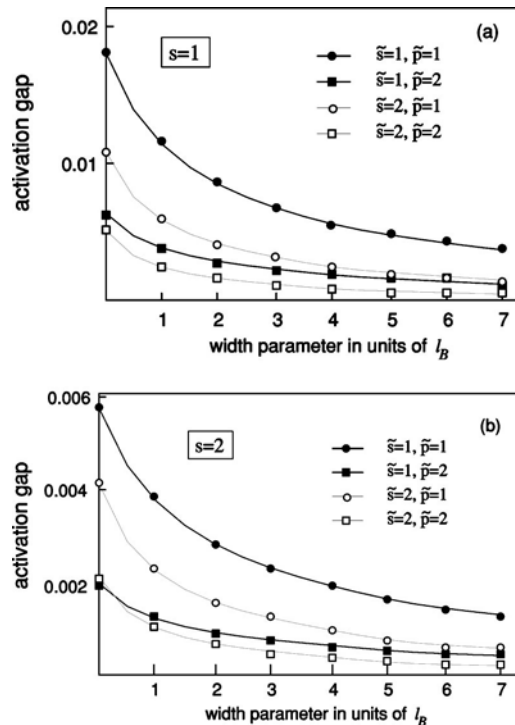 0.02
(a)
s=1
s̃=1, p̃=1
s̃=1, p̃=2
s̃=2, p̃=1
s̃=2, p̃=2
0.01
activation gap
1 2 3 4 5 6 7
width parameter in units of l_B
0.006
(b)
s=2
s̃=1, p̃=1
s̃=1, p̃=2
s̃=2, p̃=1
s̃=2, p̃=2
0.004
0.002
activation gap
1 2 3 4 5 6 7
width parameter in units of l_B